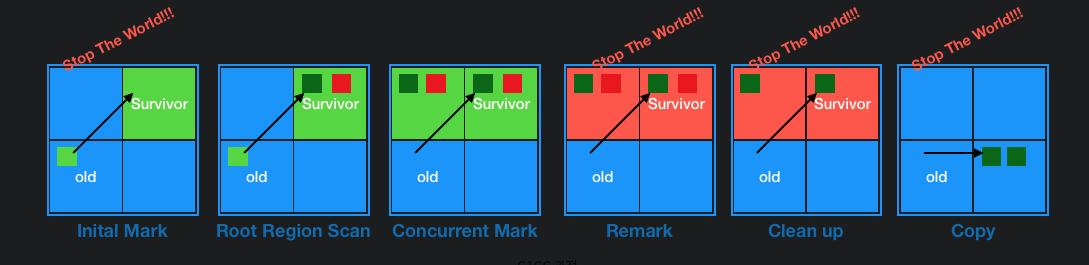 Stop The World!!!
Stop The World!!!
Stop The World!!!
Stop The World!!!
Survivor
Survivor
Survivor
Survivor
Survivor
old
old
old
old
old
old
Inital Mark
Root Region Scan
Concurrent Mark
Remark
Clean up
Copy